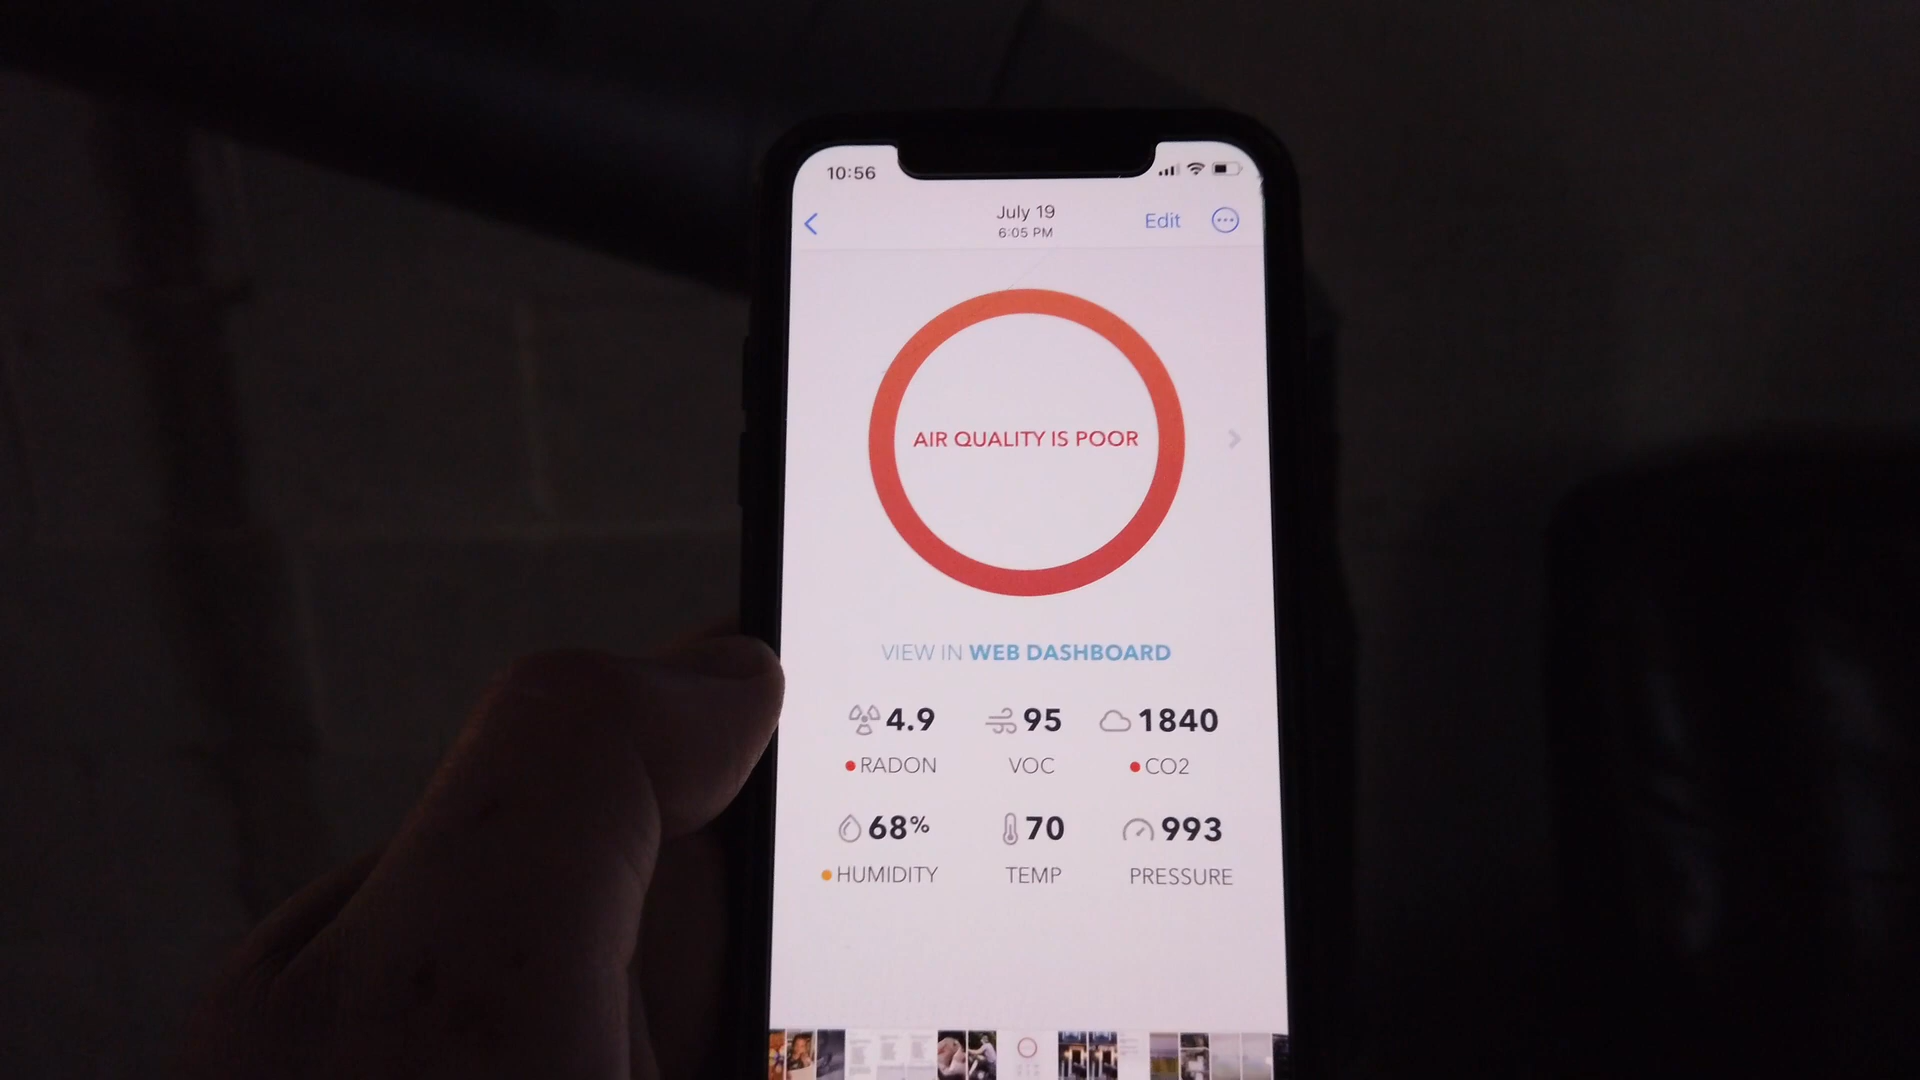 10:56
July 19
6:05 PM
Edit
AIR QUALITY IS POOR
VIEW IN WEB DASHBOARD
4.9 95 1840
RADON VOC CO2
68% 70 993
HUMIDITY TEMP PRESSURE